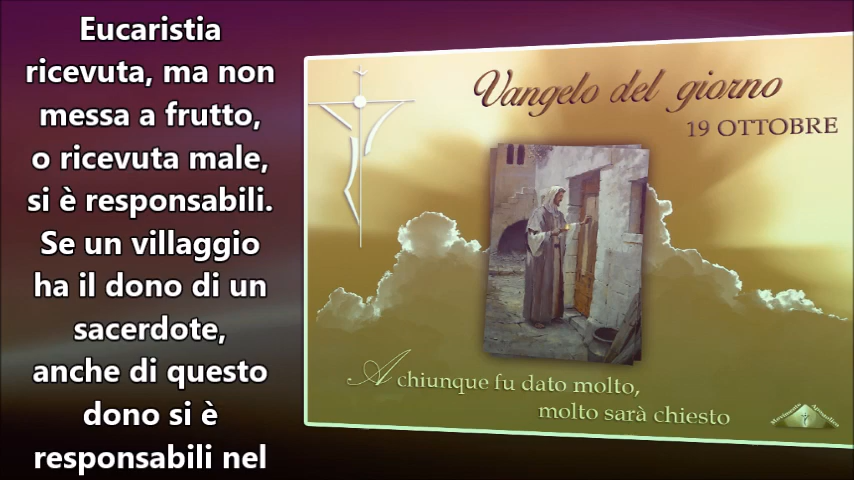 Eucaristia
ricevuta, ma non
messa a frutto,
o ricevuta male,
si è responsabili.
Se un villaggio
ha il dono di un
sacerdote,
anche di questo
dono si è
responsabili nel
Vangelo del giorno
19 OTTOBRE
A chiunque fu dato molto,
molto sarà chiesto
Movimento Apostolico